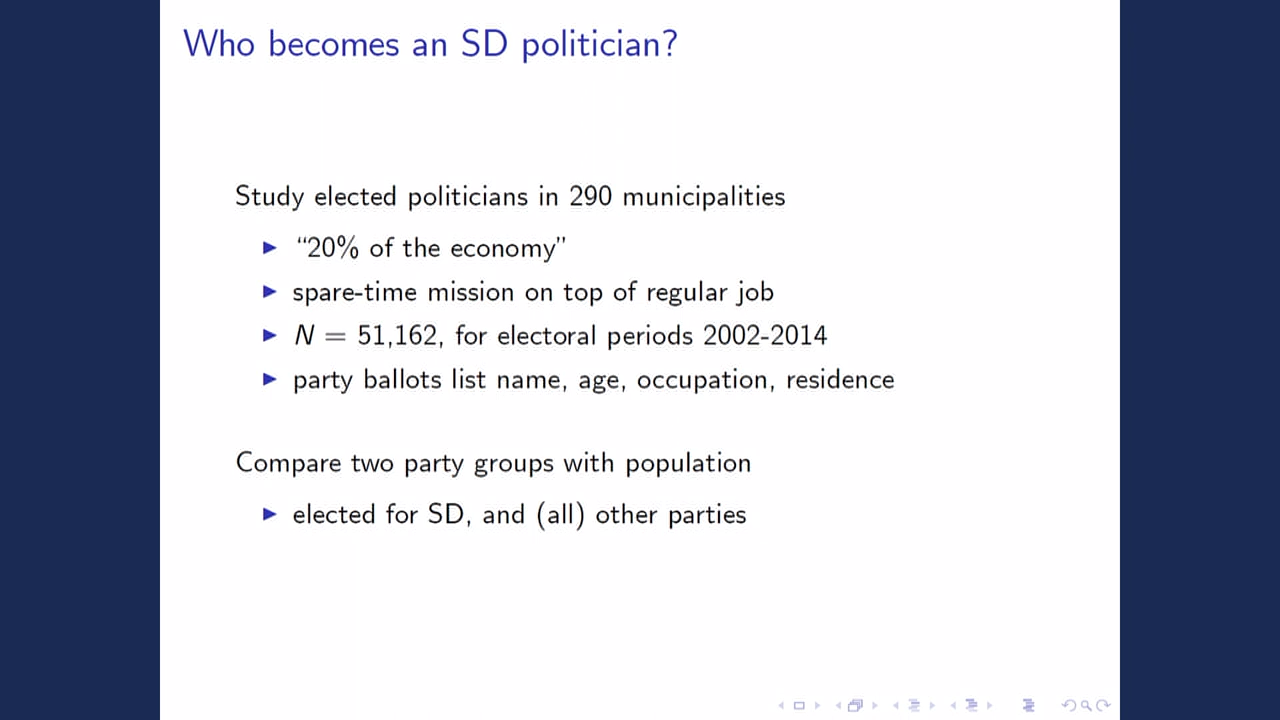 Who becomes an SD politician?
Study elected politicians in 290 municipalities
“20% of the economy”
spare-time mission on top of regular job
N = 51,162, for electoral periods 2002-2014
party ballots list name, age, occupation, residence
Compare two party groups with population
elected for SD, and (all) other parties